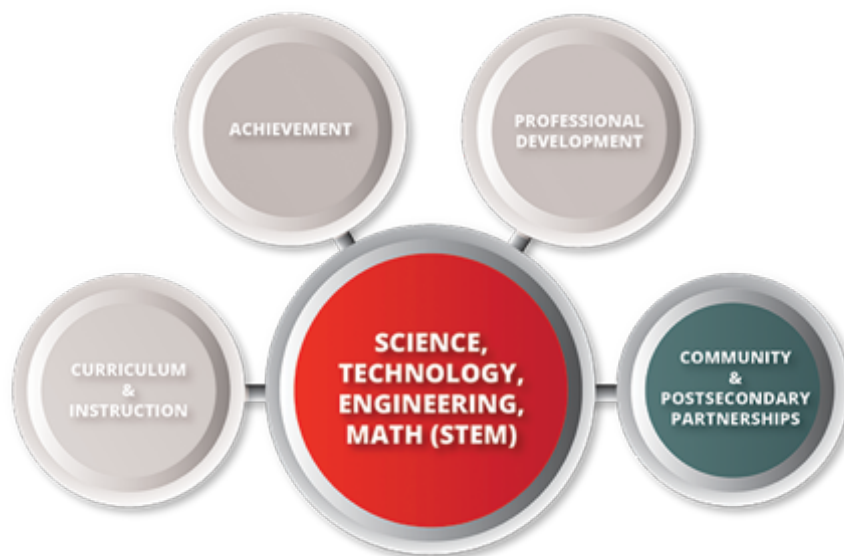 ACHIEVEMENT
PROFESSIONAL
DEVELOPMENT
CURRICULUM
&
INSTRUCTION
SCIENCE,
TECHNOLOGY,
ENGINEERING,
MATH (STEM)
COMMUNITY
&
POSTSECONDARY
PARTNERSHIPS